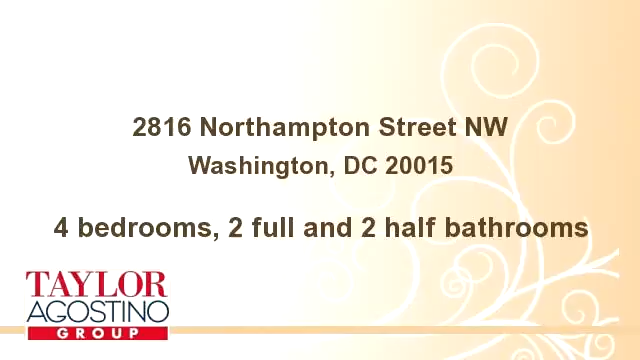 2816 Northampton Street NW
Washington, DC 20015
4 bedrooms, 2 full and 2 half bathrooms
TAYLOR
AGOSTINO
GROUP